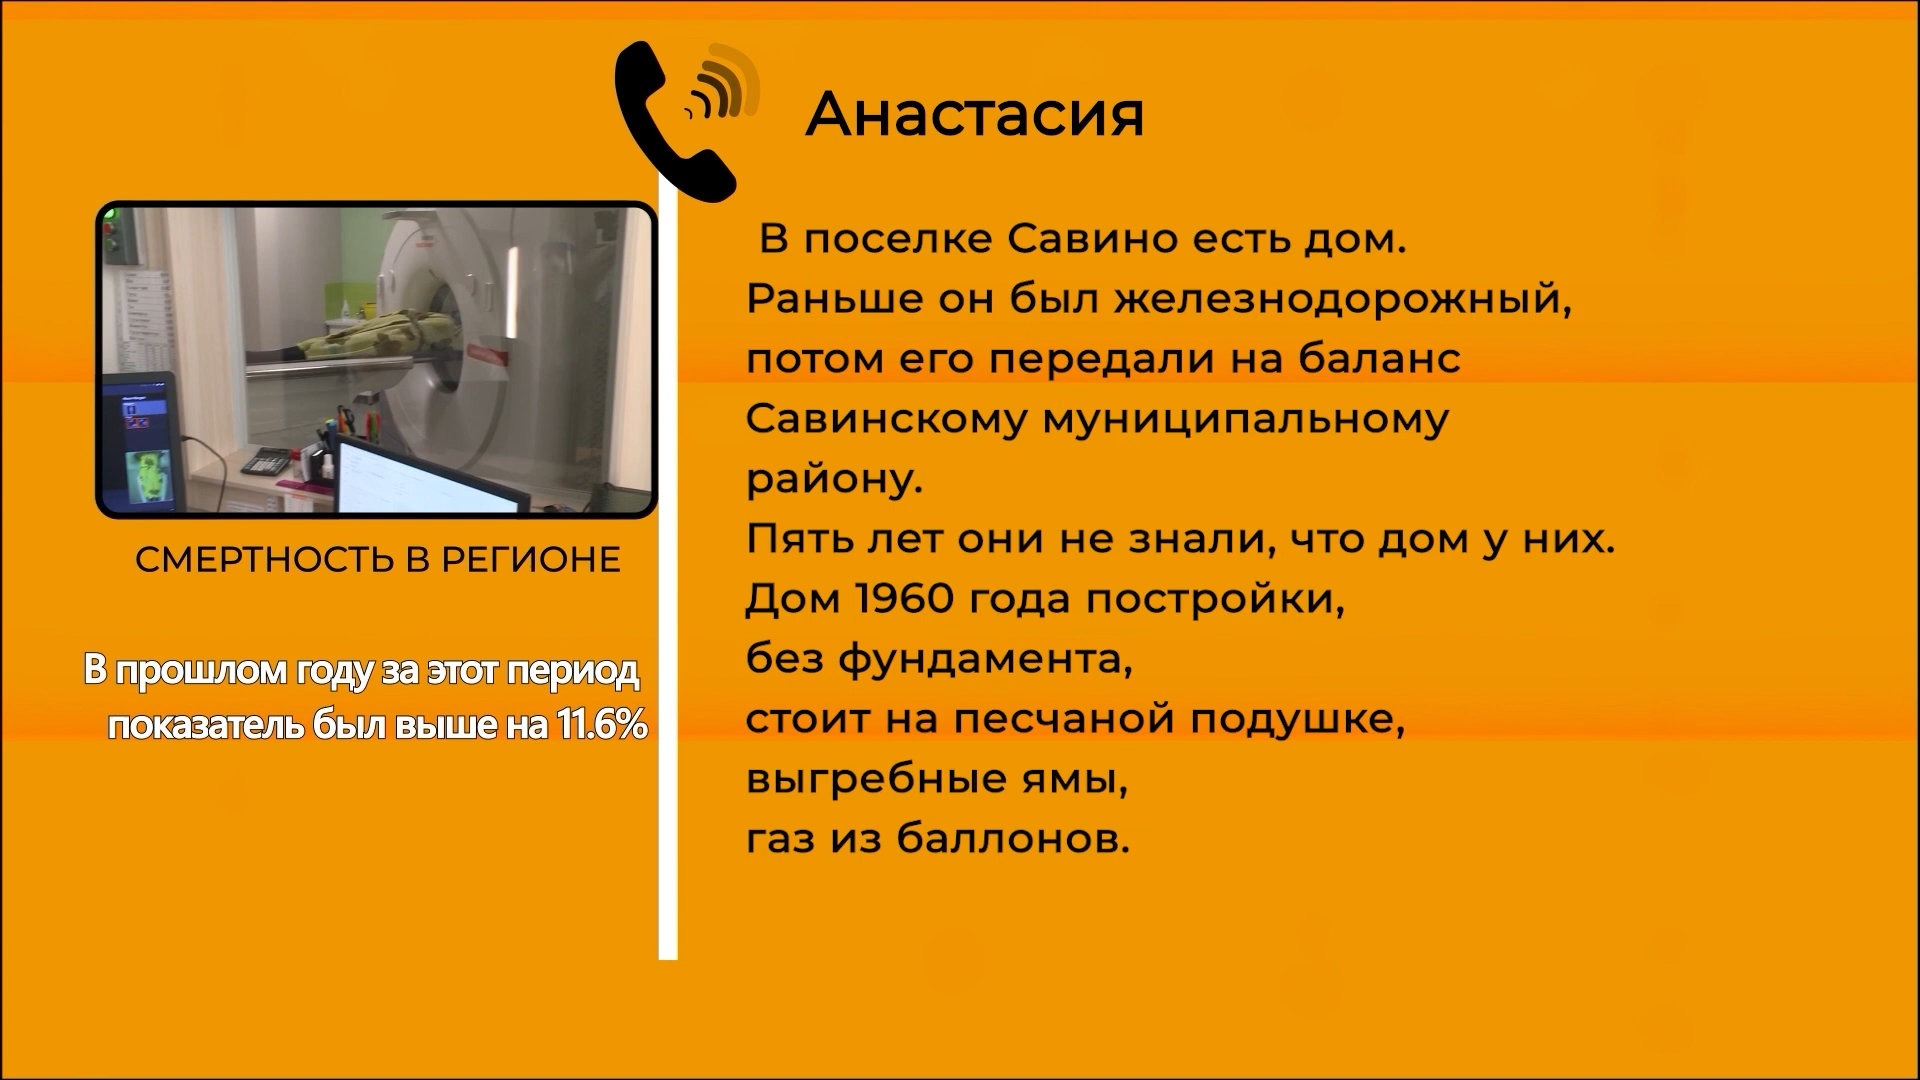 Анастасия
В поселке Савино есть дом.
Раньше он был железнодорожный,
потом его передали на баланс
Савинскому муниципальному
району.
Пять лет они не знали, что дом у них.
Дом 1960 года постройки,
без фундамента,
стоит на песчаной подушке,
выгребные ямы,
газ из баллонов.
СМЕРТНОСТЬ В РЕГИОНЕ
В прошлом году за этот период
показатель был выше на 11.6%